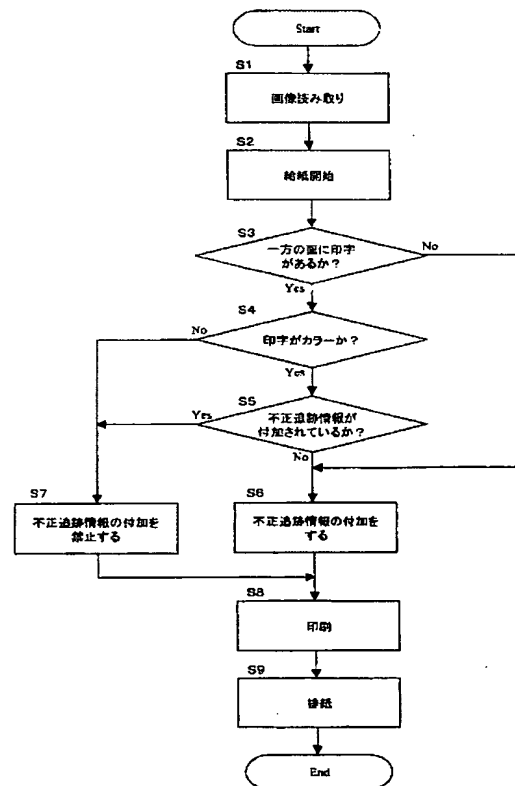 Start
S1
画像読み取り
S2
給紙開始
S3
一方の面に印字
があるか?
No
Yes
S4
印字がカラーか?
No
Yes
S5
不正追跡情報が
付加されているか?
Yes
No
S7
不正追跡情報の付加を
禁止する
S6
不正追跡情報の付加を
する
S8
印刷
S9
排紙
End